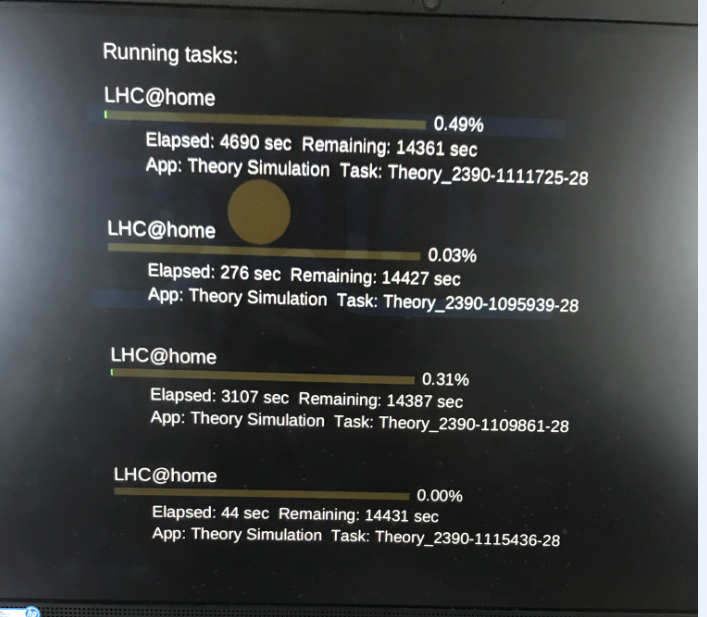 Running tasks:
LHC@home
0.49%
Elapsed: 4690 sec Remaining: 14361 sec
App: Theory Simulation Task: Theory_2390-1111725-28
LHC@home
0.03%
Elapsed: 276 sec Remaining: 14427 sec
App: Theory Simulation Task: Theory_2390-1095939-28
LHC@home
0.31%
Elapsed: 3107 sec Remaining: 14387 sec
App: Theory Simulation Task: Theory_2390-1109861-28
LHC@home
0.00%
Elapsed: 44 sec Remaining: 14431 sec
App: Theory Simulation Task: Theory_2390-1115436-28
hp